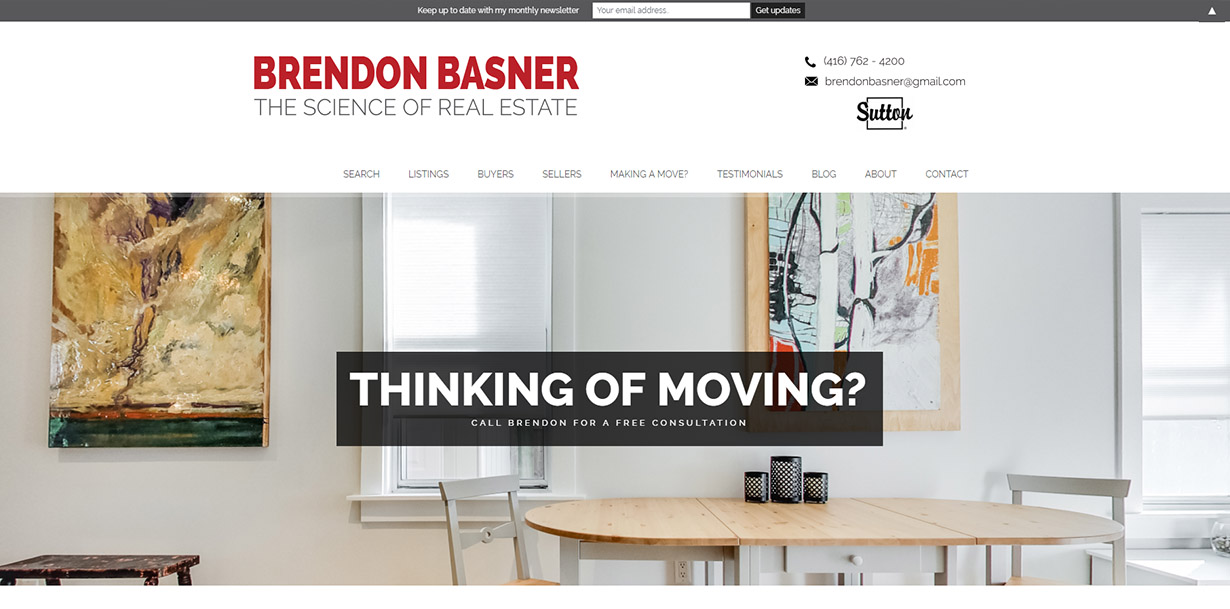 Keep up to date with my monthly newsletter Your email address.. Get updates ▲
BRENDON BASNER
THE SCIENCE OF REAL ESTATE
(416) 762 - 4200
brendonbasner@gmail.com
Sutton
SEARCH LISTINGS BUYERS SELLERS MAKING A MOVE? TESTIMONIALS BLOG ABOUT CONTACT
THINKING OF MOVING?
CALL BRENDON FOR A FREE CONSULTATION